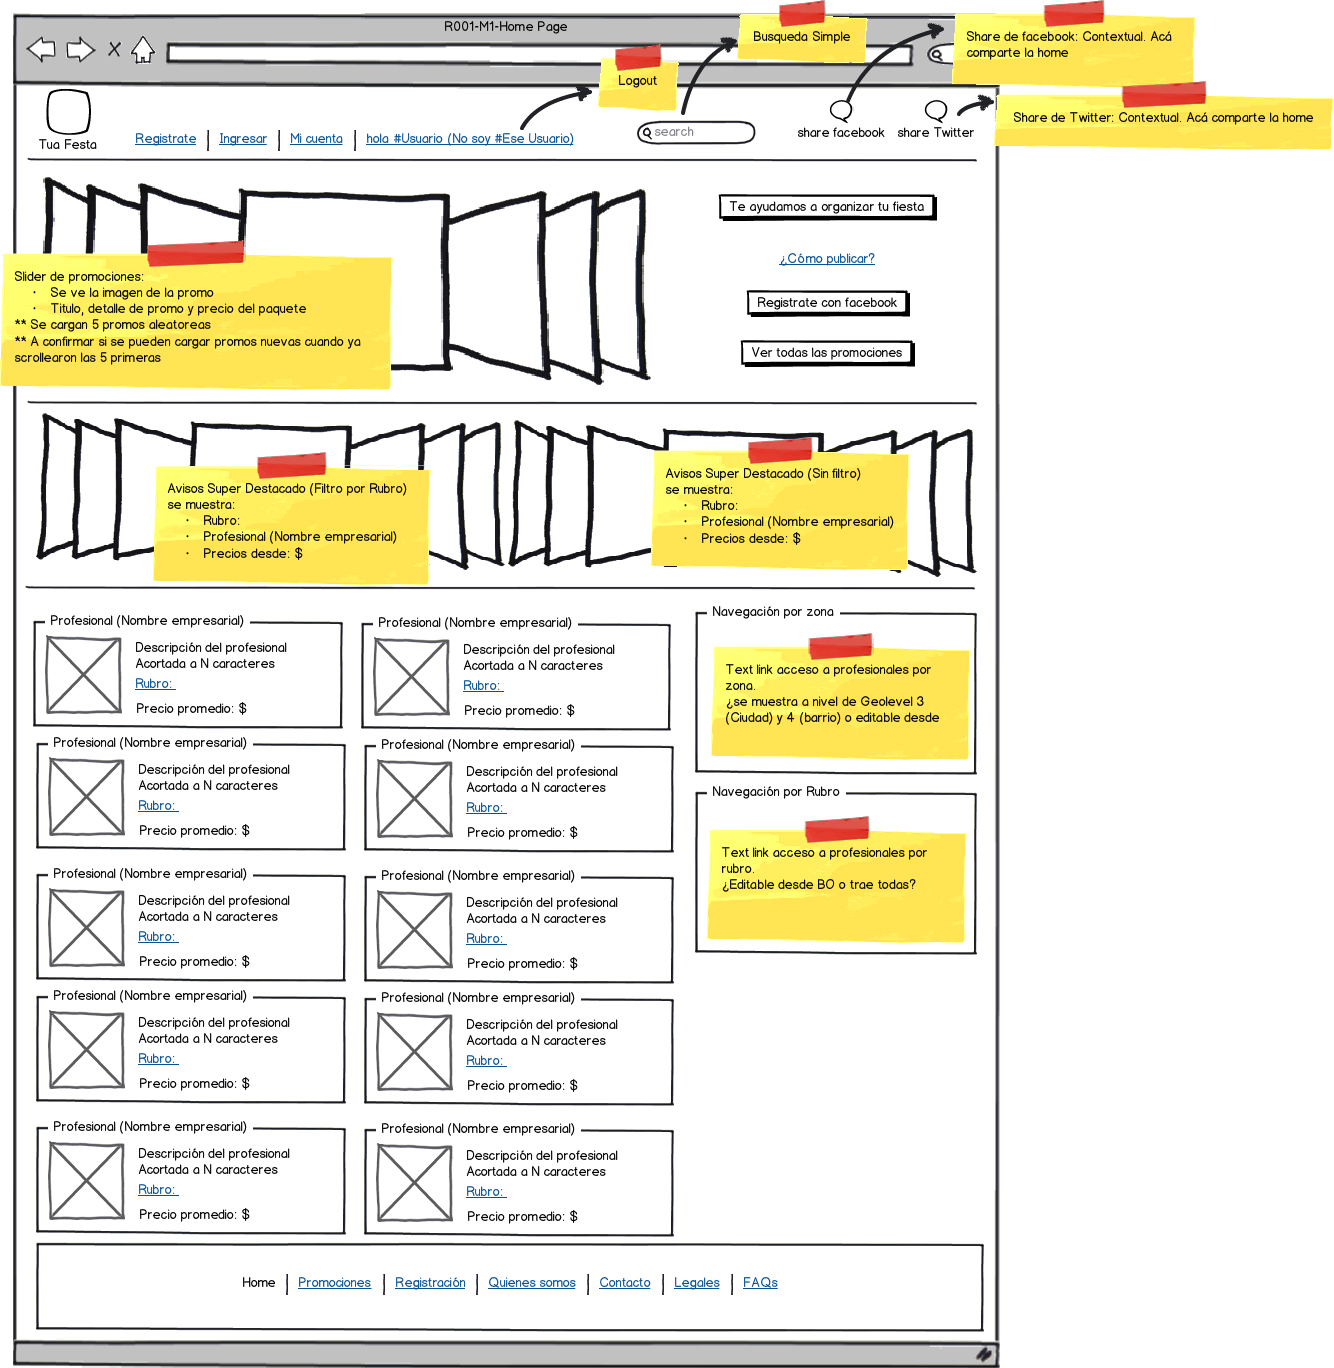 R001-M1-Home Page
Busqueda Simple
Share de facebook: Contextual. Acá
comparte la home
Logout
Share de Twitter: Contextual. Acá comparte la home
Tua Festa
Registrate
Ingresar
Mi cuenta
hola #Usuario (No soy #Ese Usuario)
search
share facebook
share Twitter
Te ayudamos a organizar tu fiesta
¿Cómo publicar?
Registrate con facebook
Ver todas las promociones
Slider de promociones:
· Se ve la imagen de la promo
· Titulo, detalle de promo y precio del paquete
** Se cargan 5 promos aleatoreas
** A confirmar si se pueden cargar promos nuevas cuando ya
scrollearon las 5 primeras
Avisos Super Destacado (Filtro por Rubro)
se muestra:
· Rubro:
· Profesional (Nombre empresarial)
· Precios desde: $
Avisos Super Destacado (Sin filtro)
se muestra:
· Rubro:
· Profesional (Nombre empresarial)
· Precios desde: $
Profesional (Nombre empresarial)
Descripción del profesional
Acortada a N caracteres
Rubro:
Precio promedio: $
Profesional (Nombre empresarial)
Descripción del profesional
Acortada a N caracteres
Rubro:
Precio promedio: $
Profesional (Nombre empresarial)
Descripción del profesional
Acortada a N caracteres
Rubro:
Precio promedio: $
Profesional (Nombre empresarial)
Descripción del profesional
Acortada a N caracteres
Rubro:
Precio promedio: $
Profesional (Nombre empresarial)
Descripción del profesional
Acortada a N caracteres
Rubro:
Precio promedio: $
Profesional (Nombre empresarial)
Descripción del profesional
Acortada a N caracteres
Rubro:
Precio promedio: $
Profesional (Nombre empresarial)
Descripción del profesional
Acortada a N caracteres
Rubro:
Precio promedio: $
Profesional (Nombre empresarial)
Descripción del profesional
Acortada a N caracteres
Rubro:
Precio promedio: $
Profesional (Nombre empresarial)
Descripción del profesional
Acortada a N caracteres
Rubro:
Precio promedio: $
Profesional (Nombre empresarial)
Descripción del profesional
Acortada a N caracteres
Rubro:
Precio promedio: $
Navegación por zona
Text link acceso a profesionales por
zona.
¿se muestra a nivel de Geolevel 3
(Ciudad) y 4 (barrio) o editable desde
Navegación por Rubro
Text link acceso a profesionales por
rubro.
¿Editable desde BO o trae todas?
Home
Promociones
Registración
Quienes somos
Contacto
Legales
FAQs